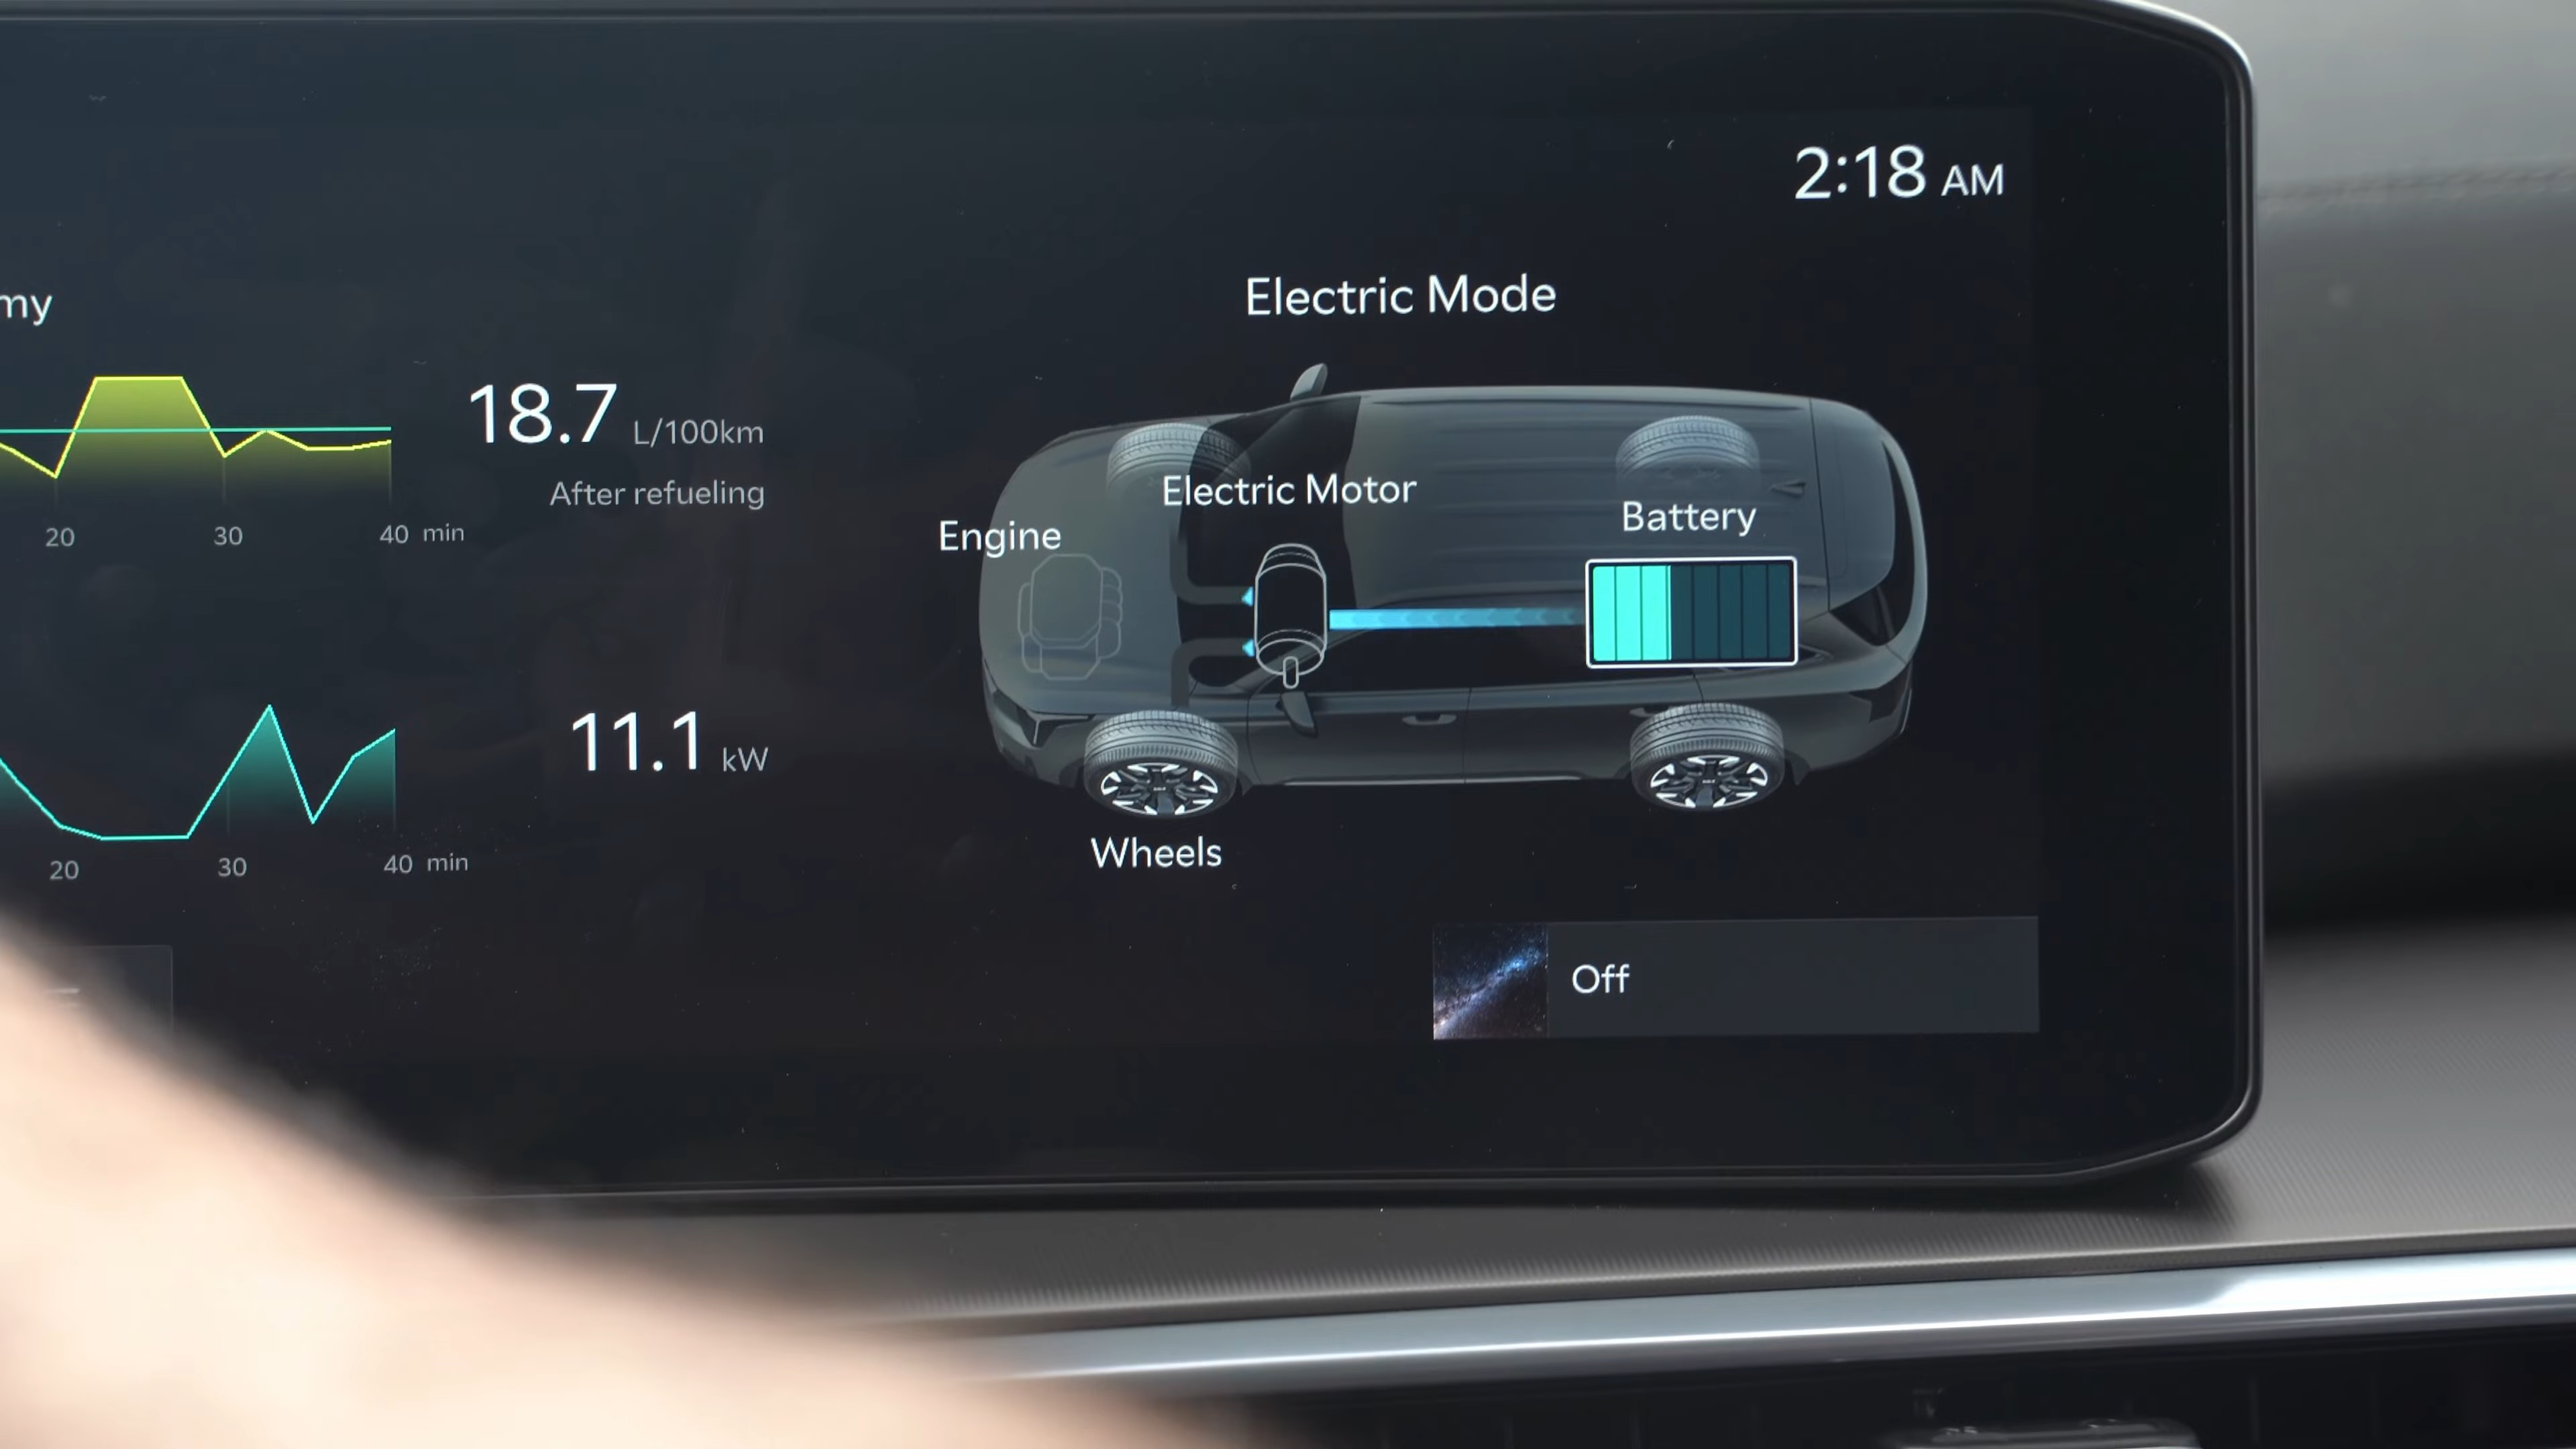 2:18 AM
my
18.7 L/100km
After refueling
20 30 40 min
11.1 kW
20 30 40 min
Electric Mode
Electric Motor
Engine
Battery
Wheels
Off